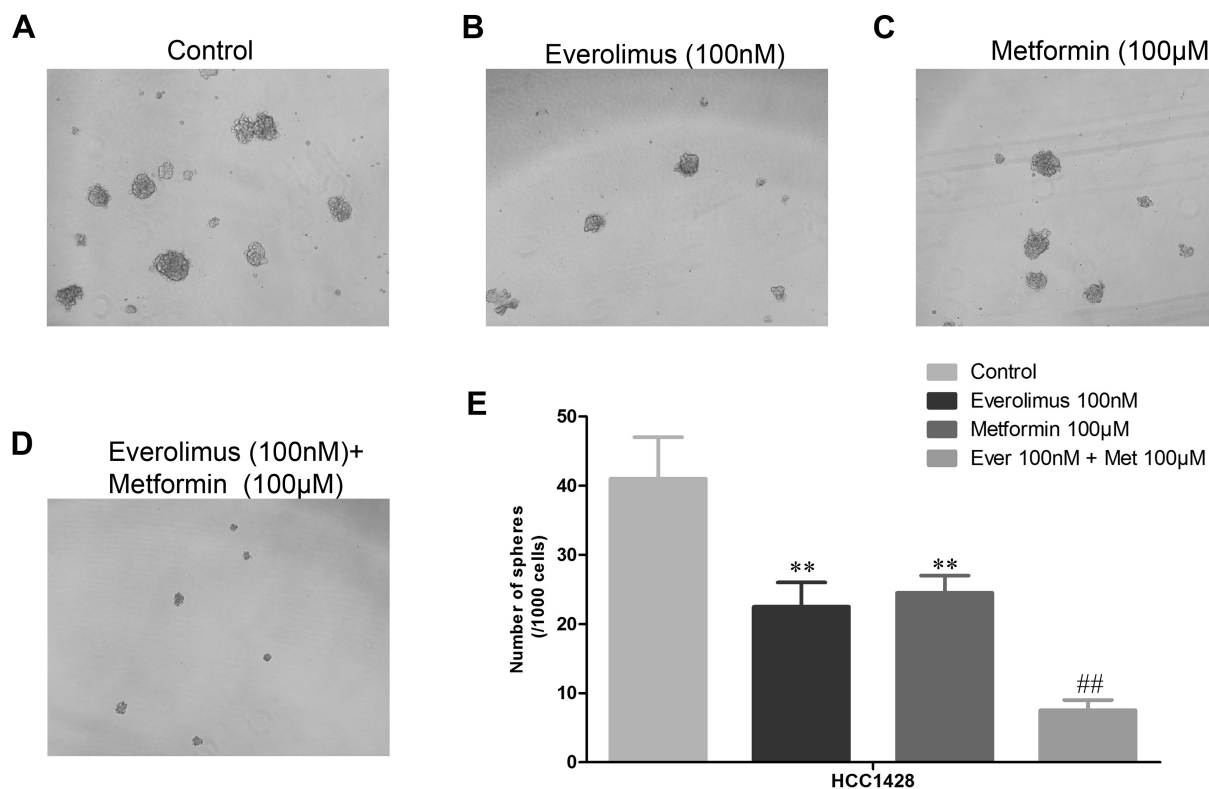 A
Control
B
Everolimus (100nM)
C
Metformin (100µM
D
Everolimus (100nM)+
Metformin (100µM)
E
Control
Everolimus 100nM
Metformin 100µM
Ever 100nM + Met 100µM
Number of spheres
(/1000 cells)
50
40
30
20
10
0
**
**
##
HCC1428